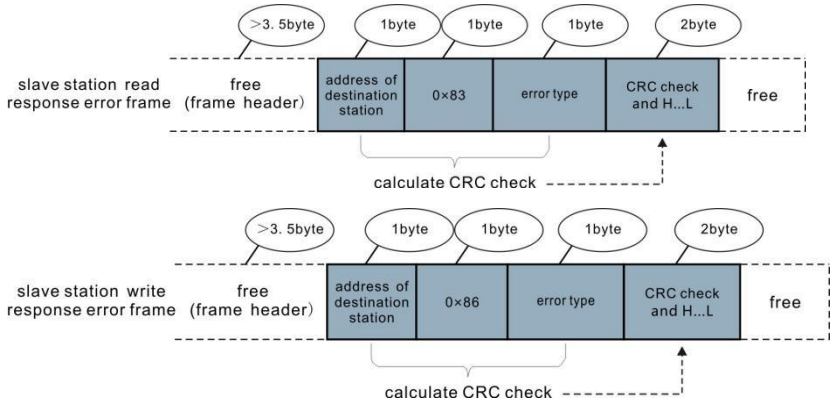 >3.5byte 1byte 1byte 1byte 2byte
slave station read
response error frame
free
(frame header)
address of
destination
station
0×83
error type
CRC check
and H...L
free
calculate CRC check
>3.5byte 1byte 1byte 1byte 2byte
slave station write
response error frame
free
(frame header)
address of
destination
station
0×86
error type
CRC check
and H...L
free
calculate CRC check